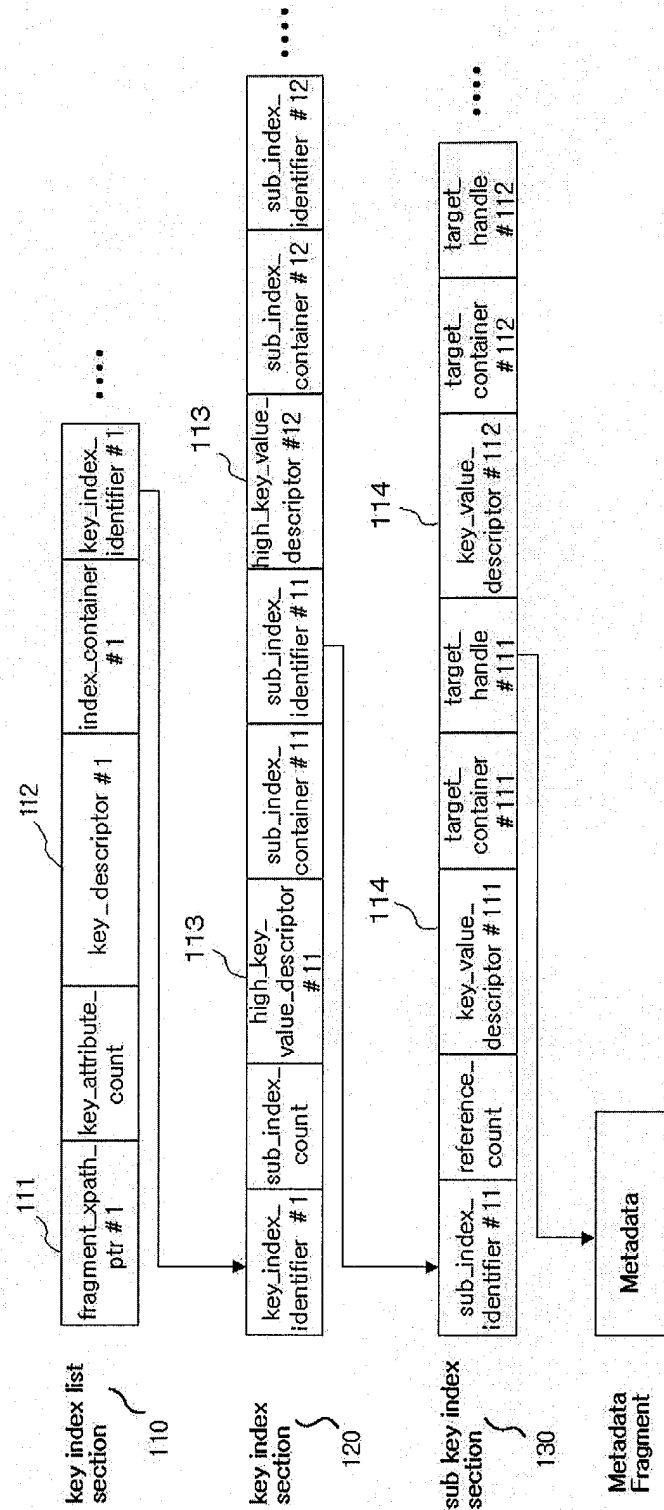 key index list
section
110
111
fragment_xpath_
ptr # 1
key_attribute_
count
112
key_descriptor # 1
index_container
# 1
key_index_
identifier # 1
....
key index
section
120
key_index_
identifier # 1
sub_index_
count
113
high_key_
value_descriptor
# 11
sub_index_
container # 11
sub_index_
identifier # 11
113
high_key_value_
descriptor #12
sub_index_
container # 12
sub_index_
identifier # 12
....
sub key index
section
130
sub_index_
identifier # 11
reference_
count
114
key_value_
descriptor # 111
target_
container
#111
target_
handle
#111
114
key_value_
descriptor # 112
target_
container
#112
target_
handle
#112
....
Metadata
Fragment
Metadata